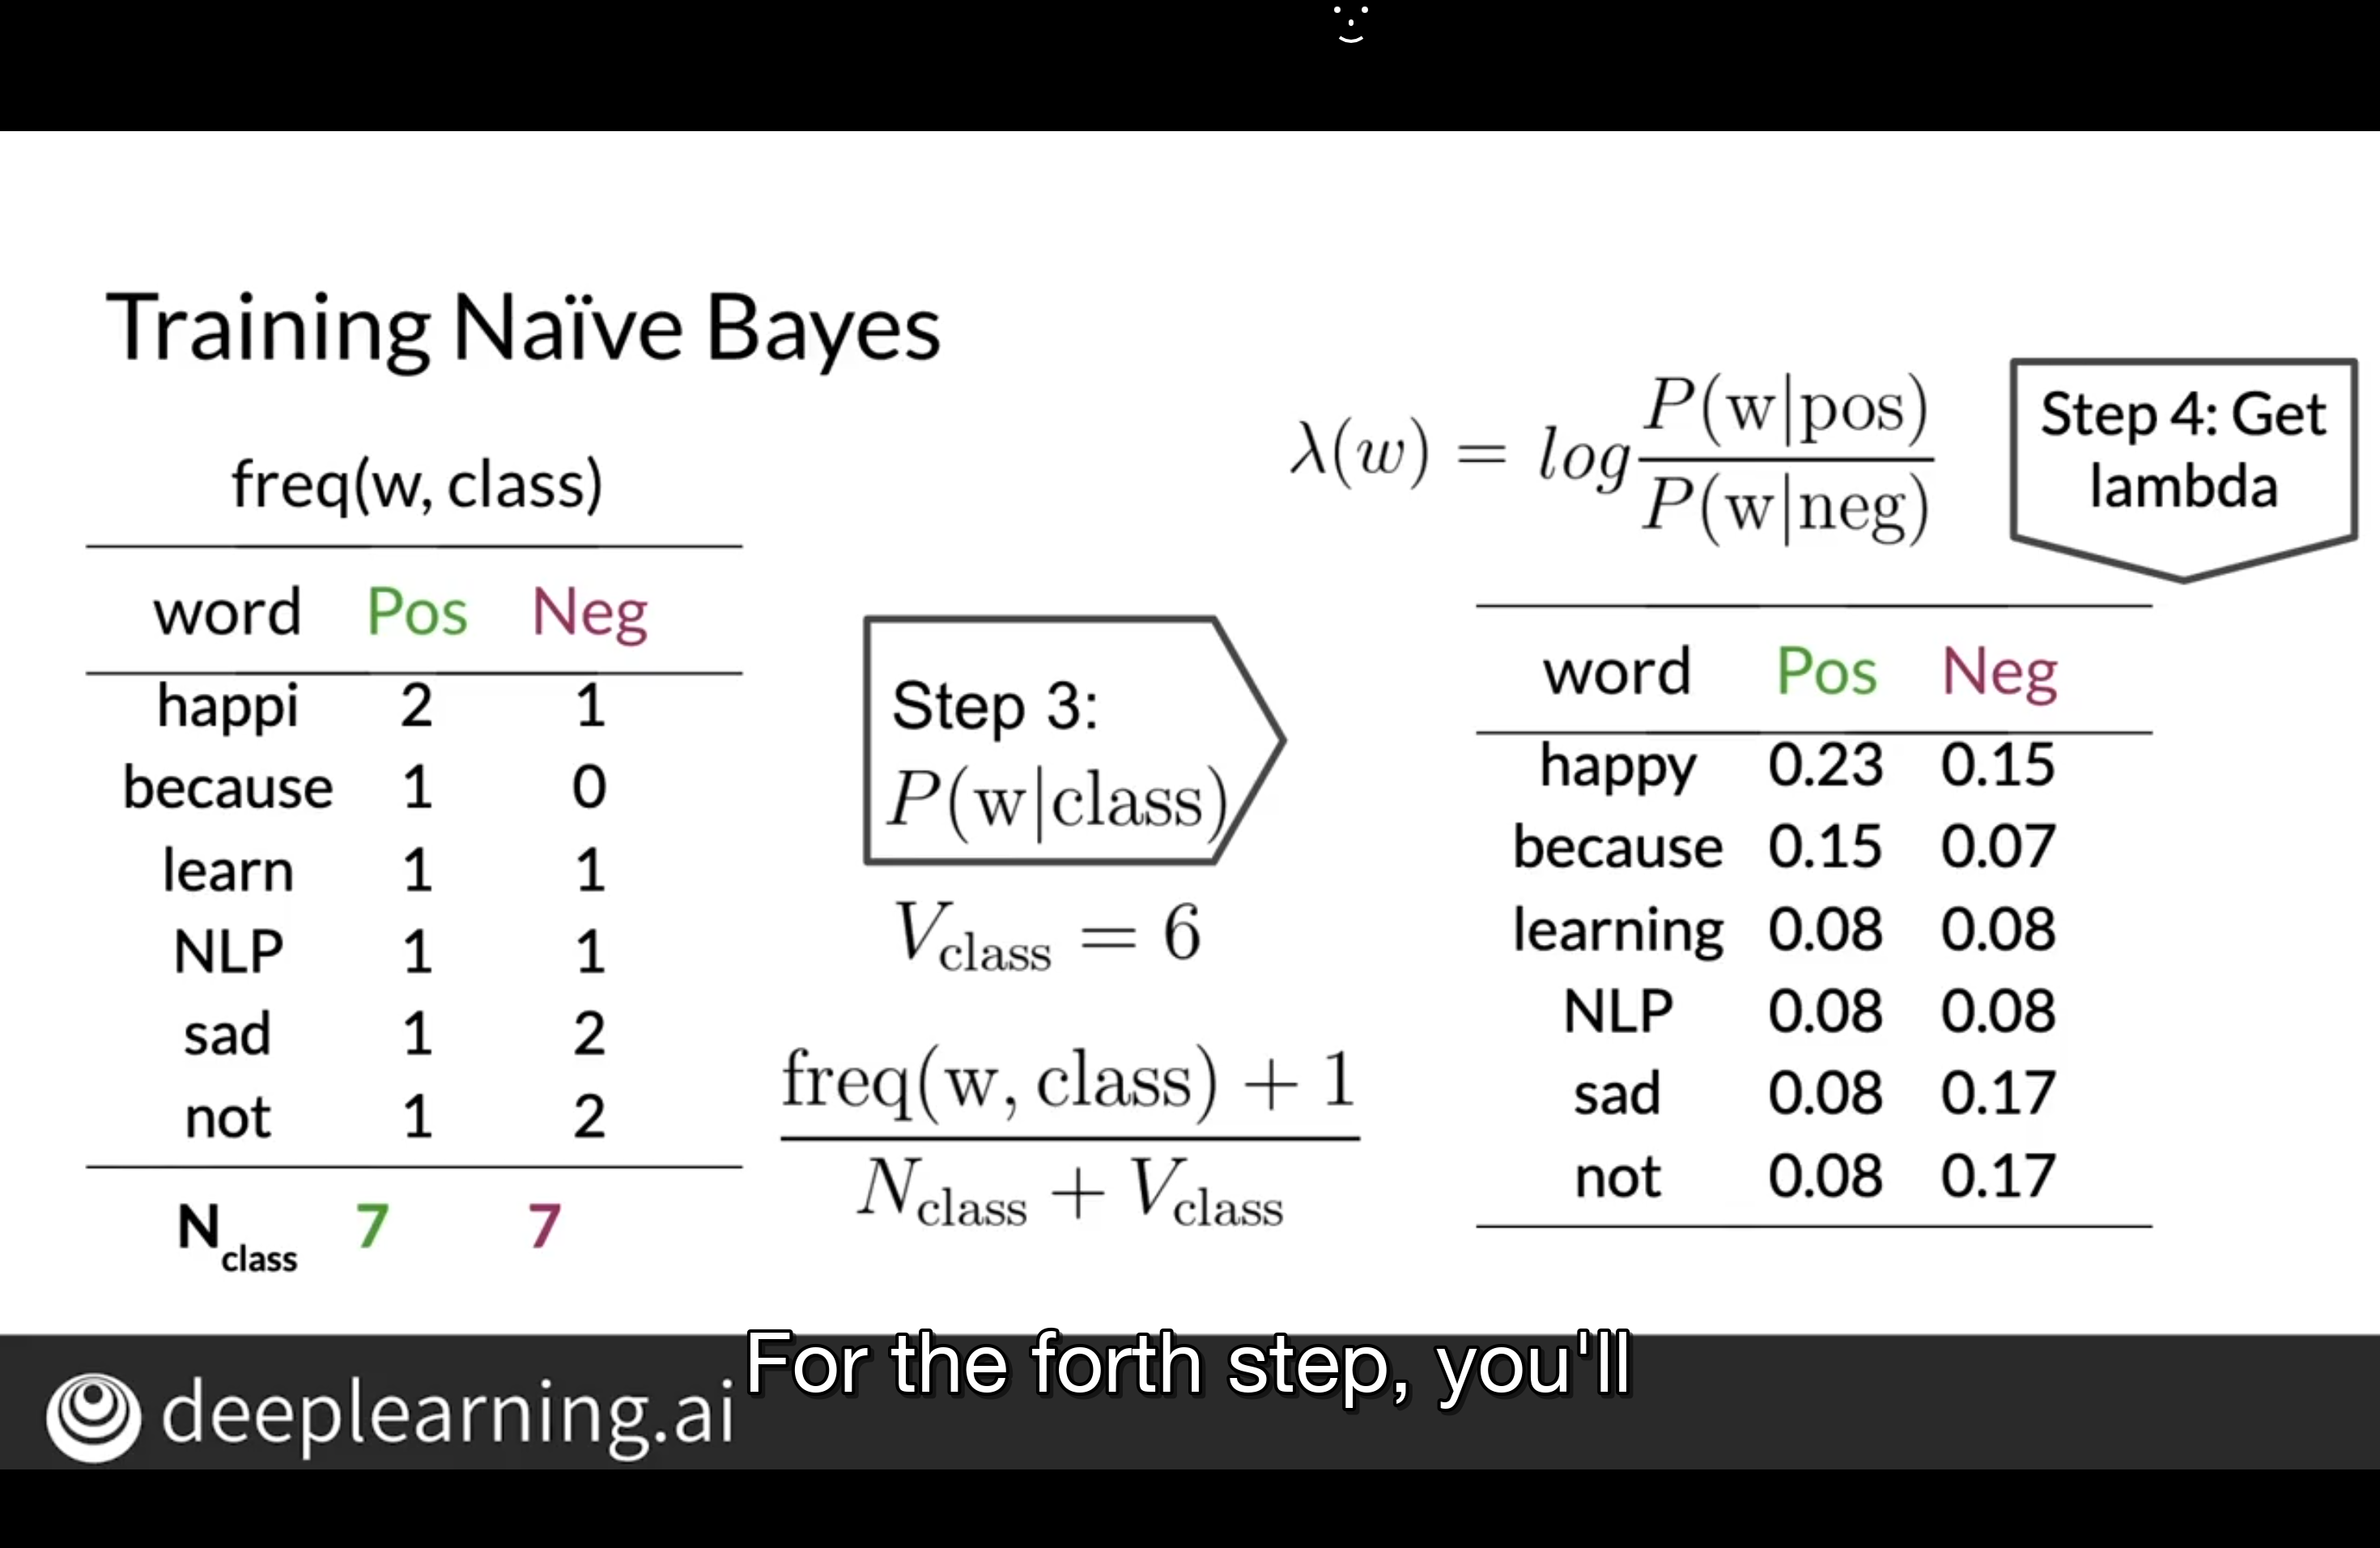 Training Naïve Bayes
freq(w, class)
word Pos Neg
happi 2 1
because 1 0
learn 1 1
NLP 1 1
sad 1 2
not 1 2
N_class 7 7
Step 3:
P(w|class)
V_class = 6
freq(w, class) + 1
N_class + V_class
λ(w) = log P(w|pos)
P(w|neg)
Step 4: Get
lambda
word Pos Neg
happy 0.23 0.15
because 0.15 0.07
learning 0.08 0.08
NLP 0.08 0.08
sad 0.08 0.17
not 0.08 0.17
For the forth step, you'll
deeplearning.ai